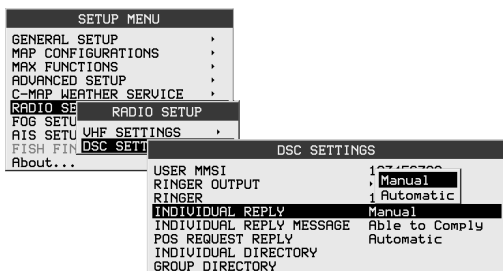 SETUP MENU
GENERAL SETUP
MAP CONFIGURATIONS
MAX FUNCTIONS
ADVANCED SETUP
C-MAP WEATHER SERVICE
RADIO SE
FOG SETU
AIS SETU
FISH FIN
About...
RADIO SETUP
VHF SETTINGS
DSC SETT
DSC SETTINGS
USER MMSI
RINGER OUTPUT
RINGER 1
INDIVIDUAL REPLY Manual
INDIVIDUAL REPLY MESSAGE Able to Comply
POS REQUEST REPLY Automatic
INDIVIDUAL DIRECTORY
GROUP DIRECTORY
Manual
Automatic